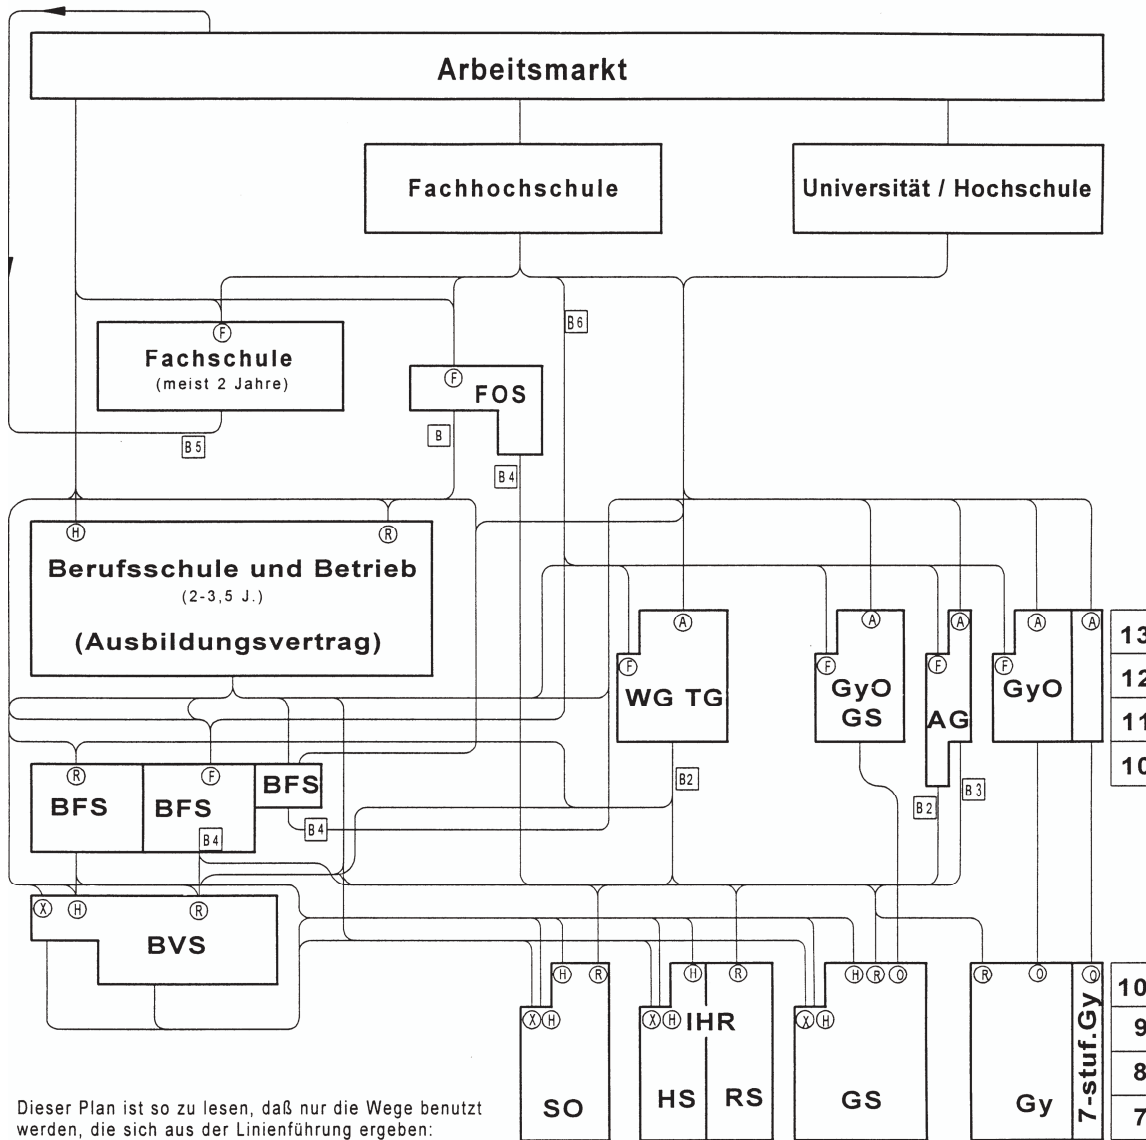 Arbeitsmarkt
Fachhochschule
Universität / Hochschule
B6
F
Fachschule
(meist 2 Jahre)
F
FOS
B5
B
B4
H
R
Berufsschule und Betrieb
(2-3,5 J.)
(Ausbildungsvertrag)
A
A
A
A
A
13
F
F
F
F
12
WG TG
GyO
GS
AG
GyO
11
10
R
F
BFS
BFS
BFS
B4
B4
B2
B2
B3
X
H
R
BVS
H
R
H
R
H
R
O
R
O
O
10
X
H
X
H
IHR
X
H
9
8
SO
HS
RS
GS
Gy
7-stuf.Gy
7
Dieser Plan ist so zu lesen, daß nur die Wege benutzt
werden, die sich aus der Linienführung ergeben: